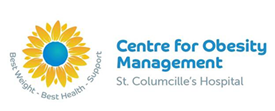 Centre for Obesity
Management
St. Columcille's Hospital
Best Weight - Best Health - Support